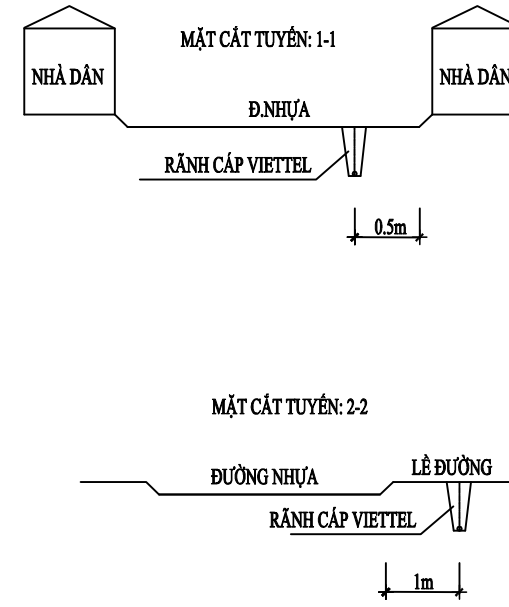 MẶT CẮT TUYẾN: 1-1
NHÀ DÂN
NHÀ DÂN
Đ.NHỰA
RÃNH CÁP VIETTEL
0.5m
MẶT CẮT TUYẾN: 2-2
LỀ ĐƯỜNG
ĐƯỜNG NHỰA
RÃNH CÁP VIETTEL
1m